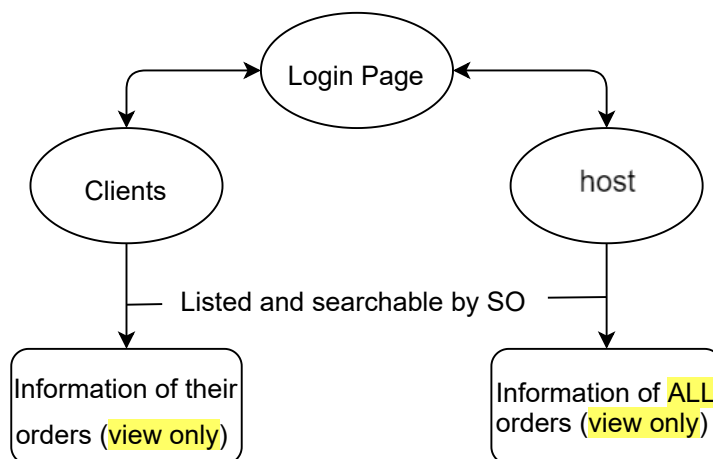 Login Page
Clients
host
Listed and searchable by SO
Information of their
orders (view only)
Information of ALL
orders (view only)